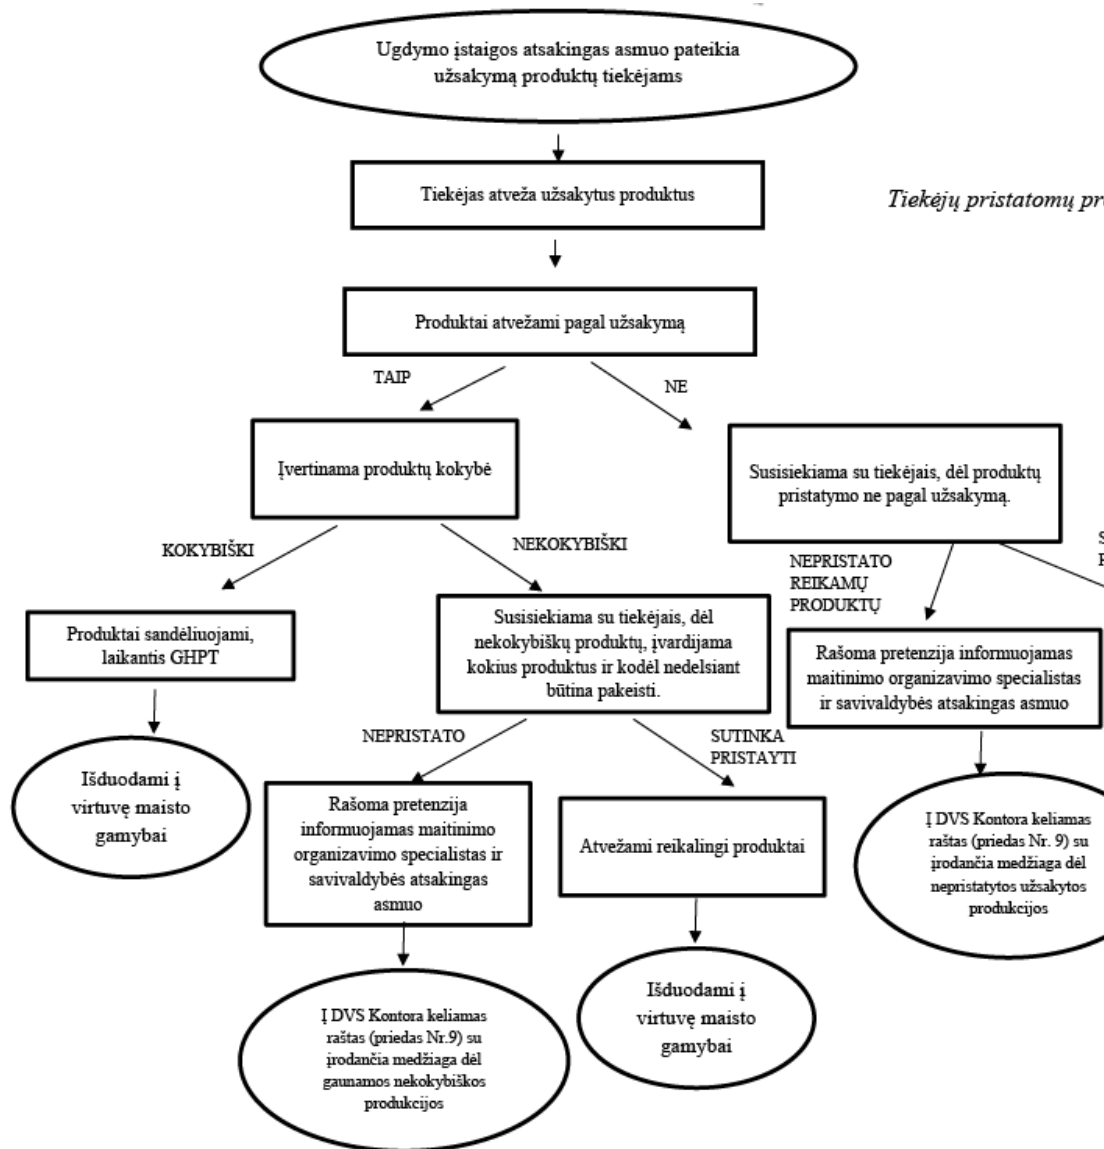 Ugdymo įstaigos atsakingas asmuo pateikia
užsakymą produktų tiekėjams
Tiekėjas atveža užsakytus produktus
Tiekėjų pristatomų
Produktai atvežami pagal užsakymą
TAIP
NE
Įvertinama produktų kokybė
Susisiekiama su tiekėjais, dėl produktų
pristatymo ne pagal užsakymą.
KOKYBIŠKI
NEKOKYBIŠKI
NEPRISTATO
REIKAMŲ
PRODUKTŲ
Produktai sandėliuojami,
laikantis GHPT
Susisiekiama su tiekėjais, dėl
nekokybiškų produktų, įvardijama
kokius produktus ir kodėl nedelsiant
būtina pakeisti.
Rašoma pretenzija informuojamas
maitinimo organizavimo specialistas
ir savivaldybės atsakingas asmuo
NEPRISTATO
SUTINKA
PRISTAYTI
Išduodami į
virtuvę maisto
gamybai
Rašoma pretenzija
informuojamas maitinimo
organizavimo specialistas ir
savivaldybės atsakingas
asmuo
Atvežami reikalingi produktai
Į DVS Kontora keliamas
raštas (priedas Nr. 9) su
įrodančia medžiaga dėl
nepristatytos užsakytos
produkcijos
Į DVS Kontora keliamas
raštas (priedas Nr.9) su
įrodančia medžiaga dėl
gaunamos nekokybiškos
produkcijos
Išduodami į
virtuvę maisto
gamybai